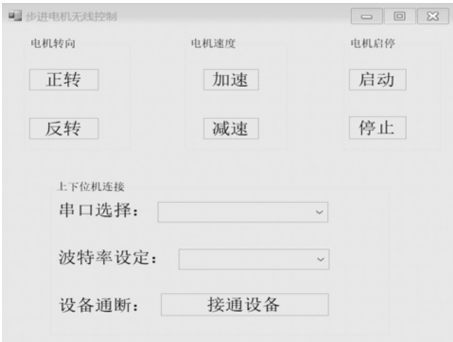 步进电机无线控制
电机转向 电机速度 电机启停
正转 加速 启动
反转 减速 停止
上下位机连接
串口选择：
波特率设定：
设备通断： 接通设备